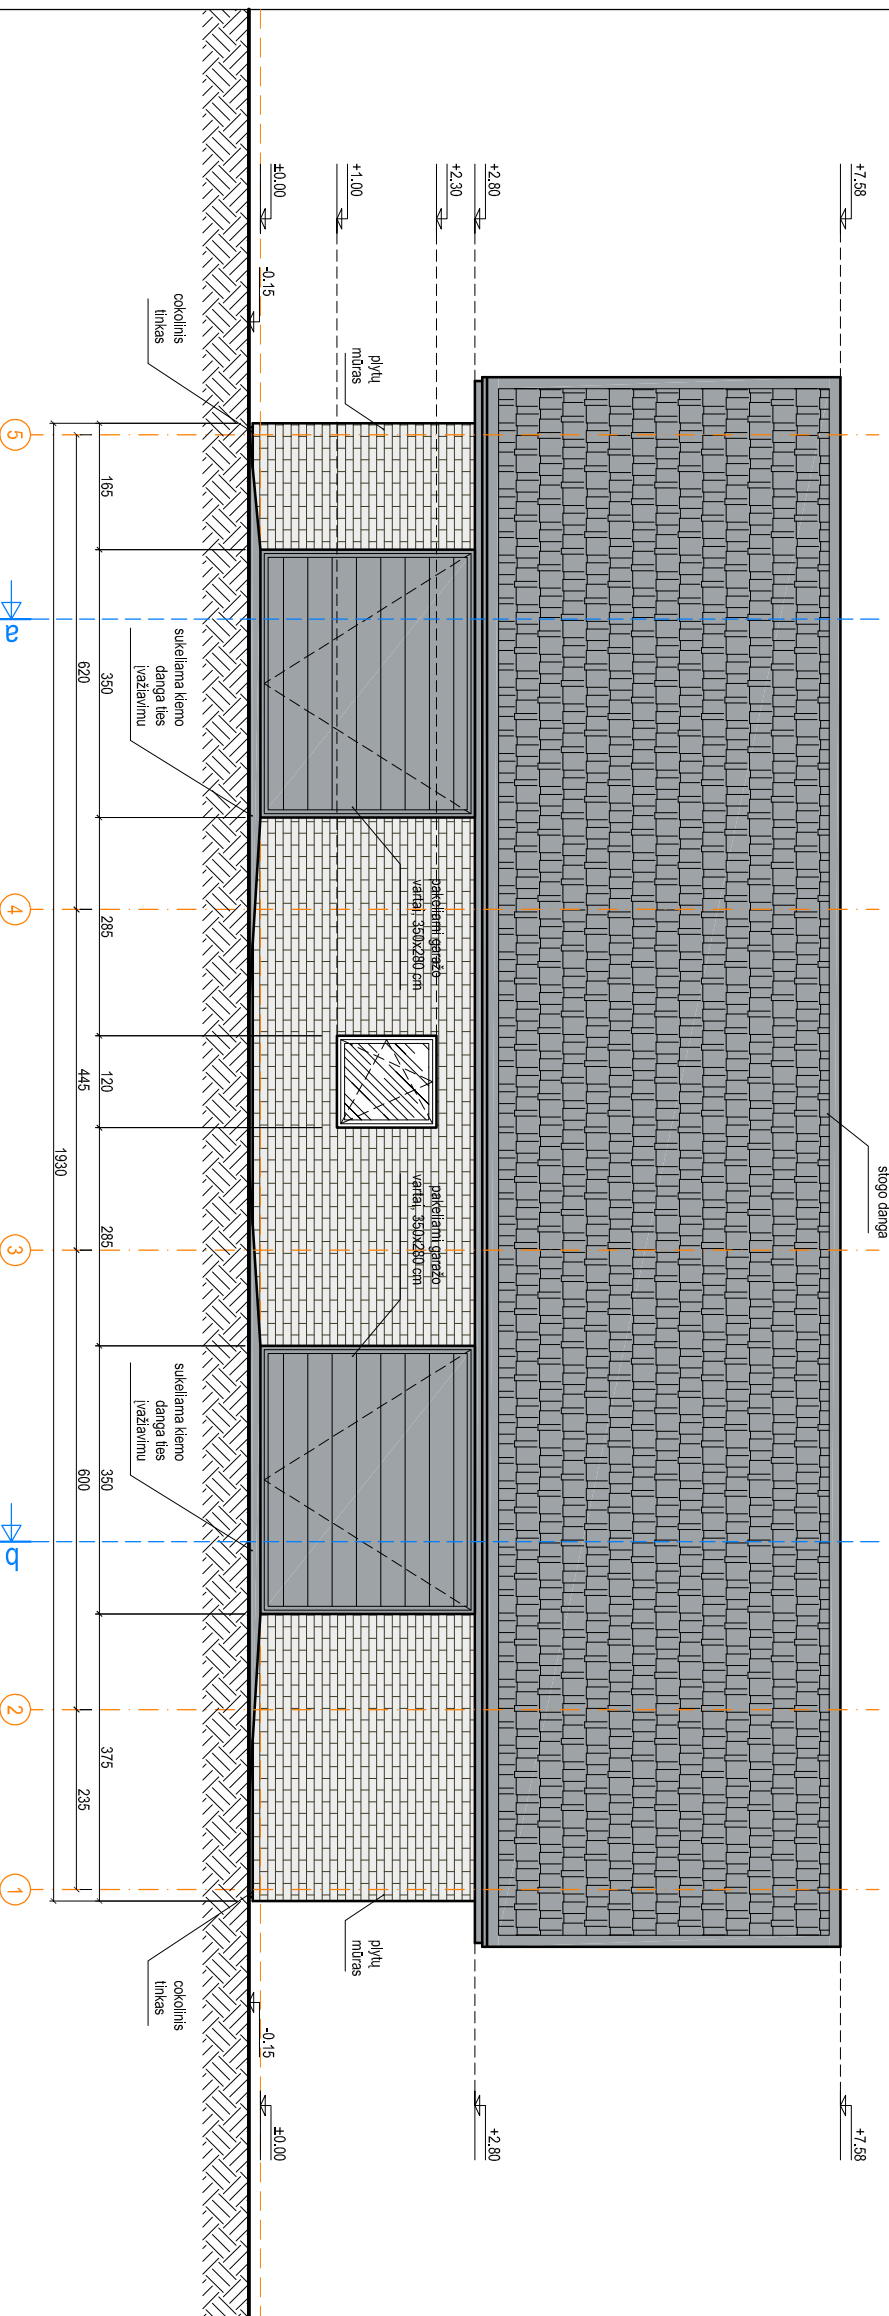 stogo danga
+7.58
+2.80
+2.30
+1.00
±0.00
-0.15
+7.58
+2.80
±0.00
-0.15
plytų
mūras
pakeliami garažo
vartai, 350x280 cm
pakeliami garažo
vartai, 350x280 cm
plytų
mūras
cokolinis
tinkas
sukeliama kiemo
danga ties
įvažiavimu
sukeliama kiemo
danga ties
įvažiavimu
cokolinis
tinkas
165
350
285
120
285
350
375
620
445
600
235
1930
5
a
4
3
b
2
1